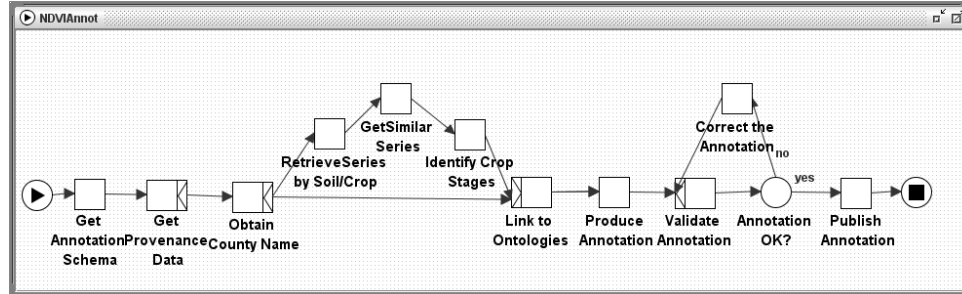 NDVIAnnot
GetSimilar
Series
Correct the
Annotation
no
RetrieveSeries
by Soil/Crop
Identify Crop
Stages
yes
Get
Annotation
Schema
Get
Provenance
Data
Obtain
County Name
Link to
Ontologies
Produce
Annotation
Validate
Annotation
Annotation
OK?
Publish
Annotation